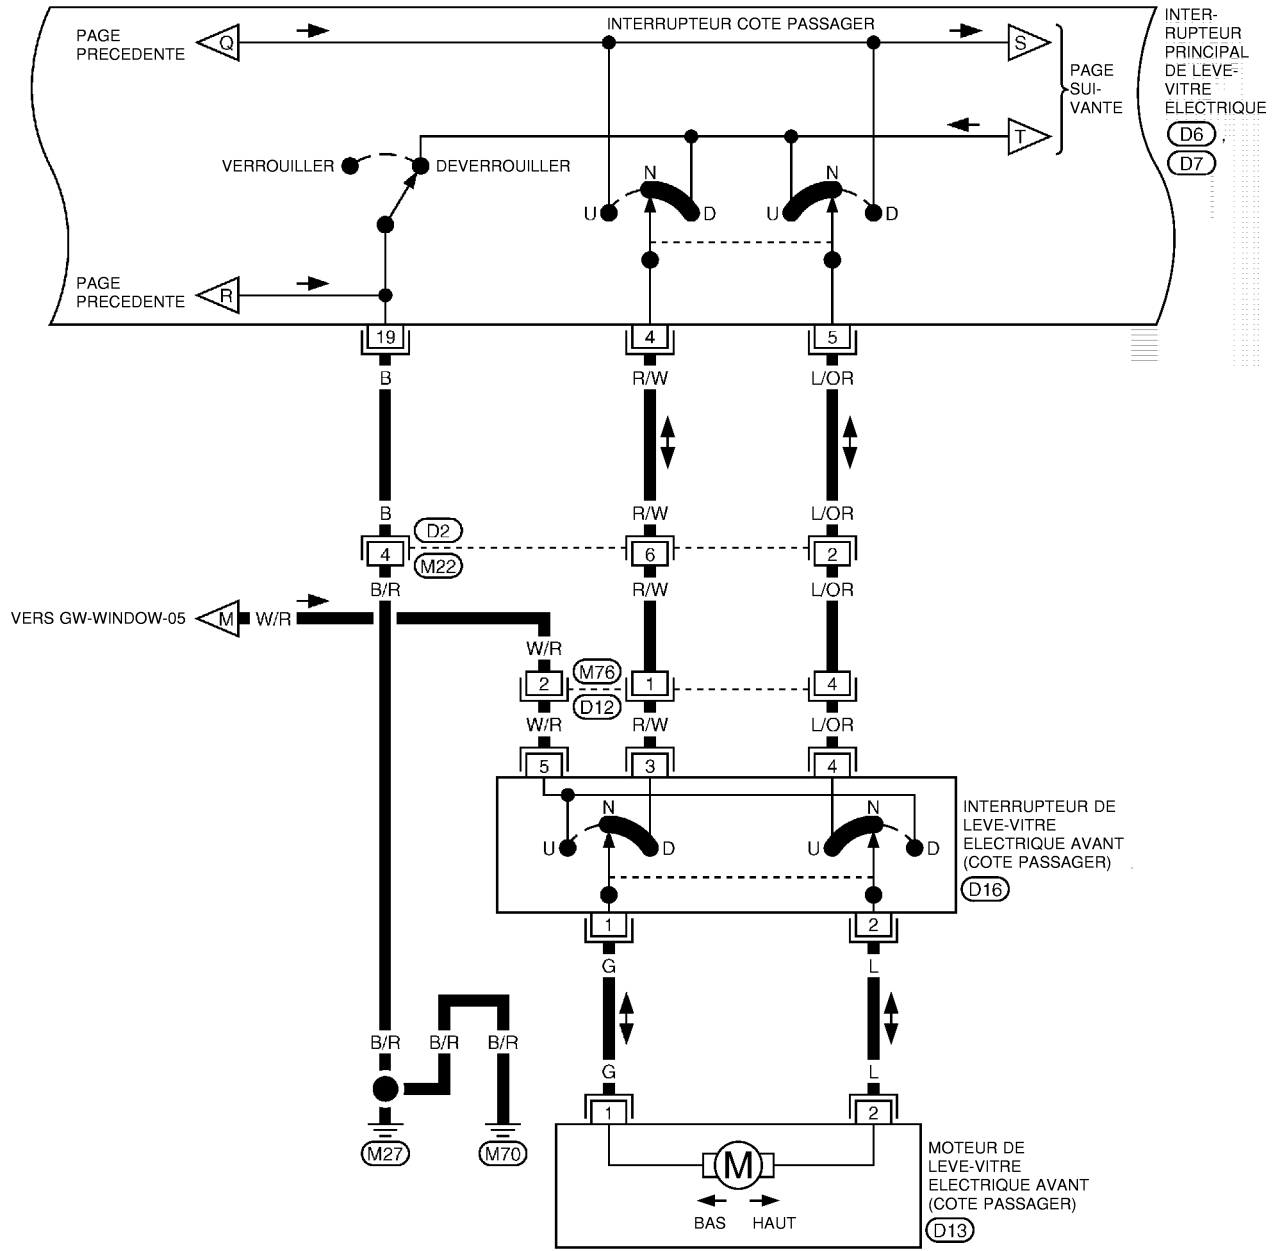 PAGE
PRECEDENTE
Q
INTERRUPTEUR COTE PASSAGER
S
T
PAGE
SUI-
VANTE
INTER-
RUPTEUR
PRINCIPAL
DE LEVE-
VITRE
ELECTRIQUE
D6 ,
D7
VERROUILLER
DEVERROUILLER
N
N
U
D
U
D
PAGE
PRECEDENTE
R
19
4
5
B
R/W
L/OR
B
R/W
L/OR
D2
4
6
2
M22
B/R
R/W
L/OR
VERS GW-WINDOW-05
M
W/R
W/R
M76
2
1
4
D12
W/R
R/W
L/OR
5
3
4
N
N
U
D
U
D
INTERRUPTEUR DE
LEVE-VITRE
ELECTRIQUE AVANT
(COTE PASSAGER)
D16
1
2
G
L
B/R
B/R
B/R
G
L
1
2
M27
M70
M
BAS
HAUT
MOTEUR DE
LEVE-VITRE
ELECTRIQUE AVANT
(COTE PASSAGER)
D13